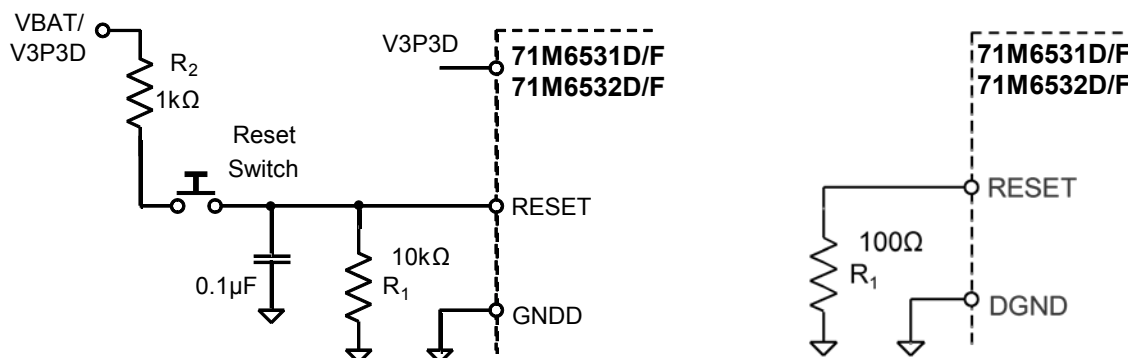 VBAT/
V3P3D
R2
1kΩ
Reset
Switch
0.1µF
10kΩ
R1
V3P3D
71M6531D/F
71M6532D/F
RESET
GNDD
71M6531D/F
71M6532D/F
RESET
100Ω
R1
DGND